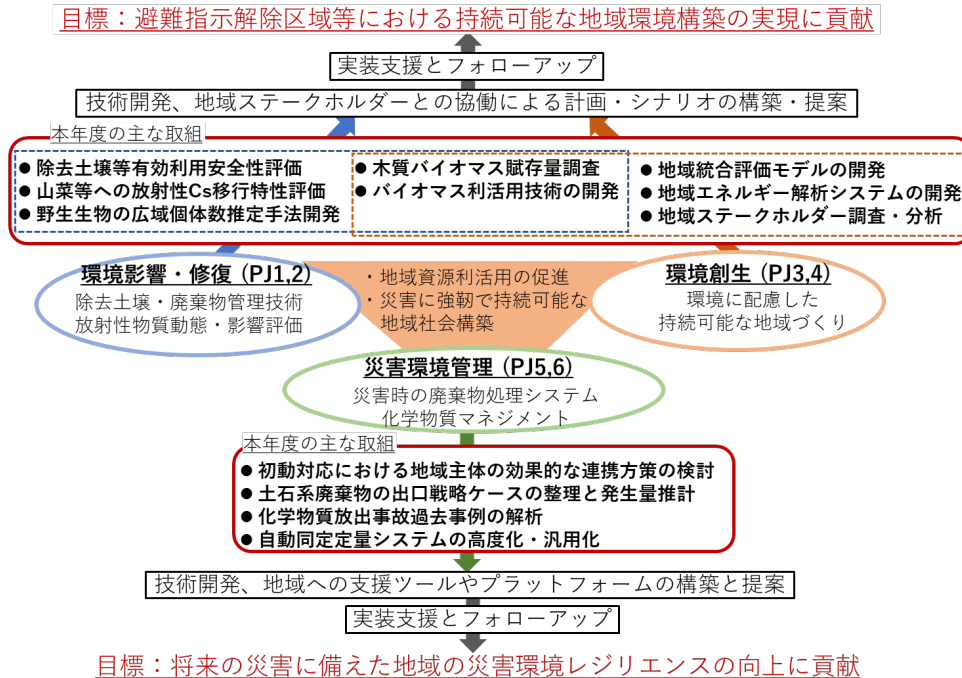 目標：避難指示解除区域等における持続可能な地域環境構築の実現に貢献
実装支援とフォローアップ
技術開発、地域ステークホルダーとの協働による計画・シナリオの構築・提案
本年度の主な取組
● 除去土壌等有効利用安全性評価
● 山菜等への放射性Cs移行特性評価
● 野生生物の広域個体数推定手法開発
● 木質バイオマス賦存量調査
● バイオマス利活用技術の開発
● 地域統合評価モデルの開発
● 地域エネルギー解析システムの開発
● 地域ステークホルダー調査・分析
環境影響・修復 (PJ1,2)
除去土壌・廃棄物管理技術
放射性物質動態・影響評価
・地域資源利活用の促進
・災害に強靭で持続可能な
地域社会構築
環境創生 (PJ3,4)
環境に配慮した
持続可能な地域づくり
災害環境管理 (PJ5,6)
災害時の廃棄物処理システム
化学物質マネジメント
本年度の主な取組
● 初動対応における地域主体の効果的な連携方策の検討
● 土石系廃棄物の出口戦略ケースの整理と発生量推計
● 化学物質放出事故過去事例の解析
● 自動同定定量システムの高度化・汎用化
技術開発、地域への支援ツールやプラットフォームの構築と提案
実装支援とフォローアップ
目標：将来の災害に備えた地域の災害環境レジリエンスの向上に貢献